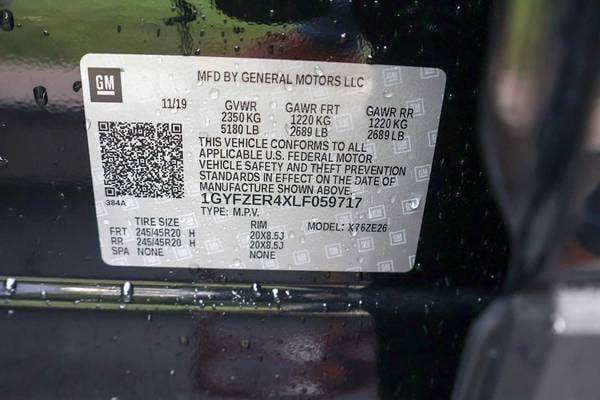 GM
MFD BY GENERAL MOTORS LLC
11/19 GVWR GAWR FRT GAWR RR
2350 KG 1220 KG 1220 KG
5180 LB 2689 LB 2689 LB
THIS VEHICLE CONFORMS TO ALL
APPLICABLE U.S. FEDERAL MOTOR
VEHICLE SAFETY AND THEFT PREVENTION
STANDARDS IN EFFECT ON THE DATE OF
MANUFACTURE SHOWN ABOVE.
384A
1GYFZER4XLF059717
TYPE: M.P.V.
TIRE SIZE RIM MODEL: X76ZE26
FRT 245/45R20 H 20X8.5J
RR 245/45R20 H 20X8.5J
SPA NONE NONE